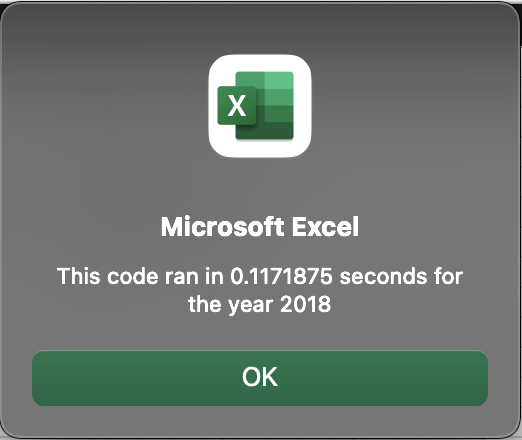 X
Microsoft Excel
This code ran in 0.1171875 seconds for
the year 2018
OK